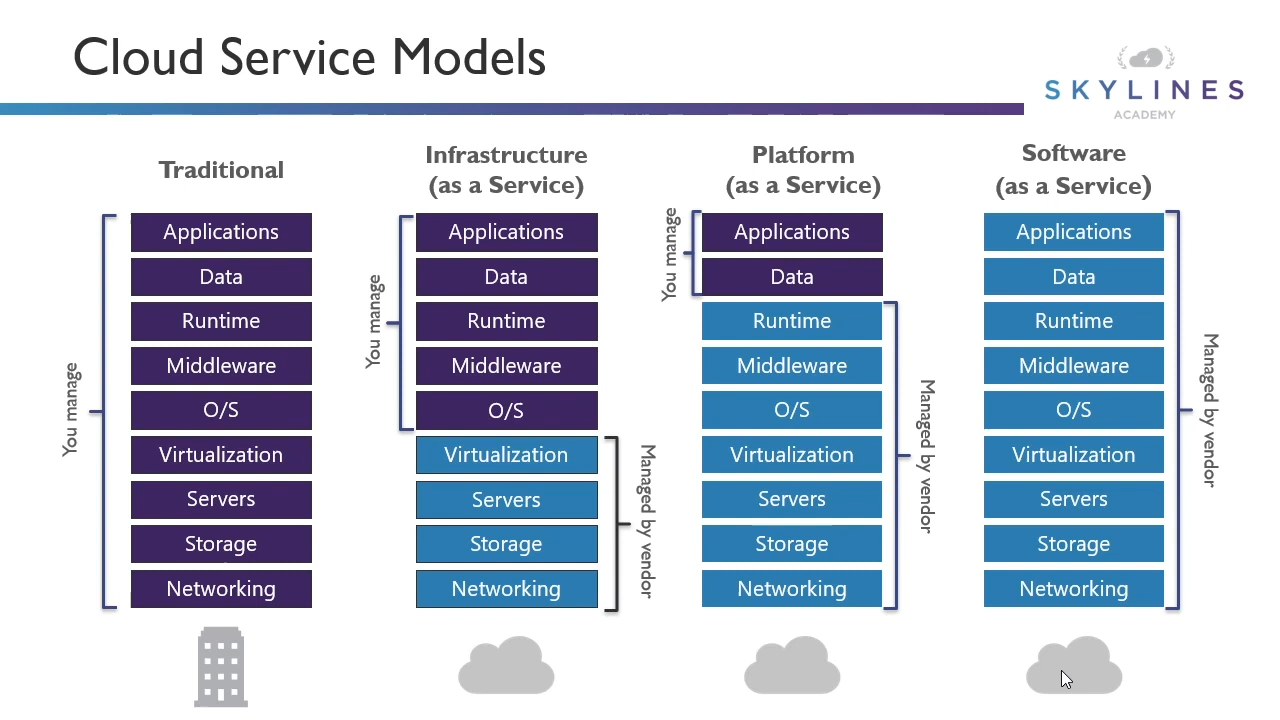 Cloud Service Models
SKYLINES
ACADEMY
Traditional
You manage
Applications
Data
Runtime
Middleware
O/S
Virtualization
Servers
Storage
Networking
Infrastructure
(as a Service)
You manage
Applications
Data
Runtime
Middleware
O/S
Virtualization
Servers
Storage
Networking
Managed by vendor
Platform
(as a Service)
You manage
Applications
Data
Runtime
Middleware
O/S
Virtualization
Servers
Storage
Networking
Managed by vendor
Software
(as a Service)
Applications
Data
Runtime
Middleware
O/S
Virtualization
Servers
Storage
Networking
Managed by vendor